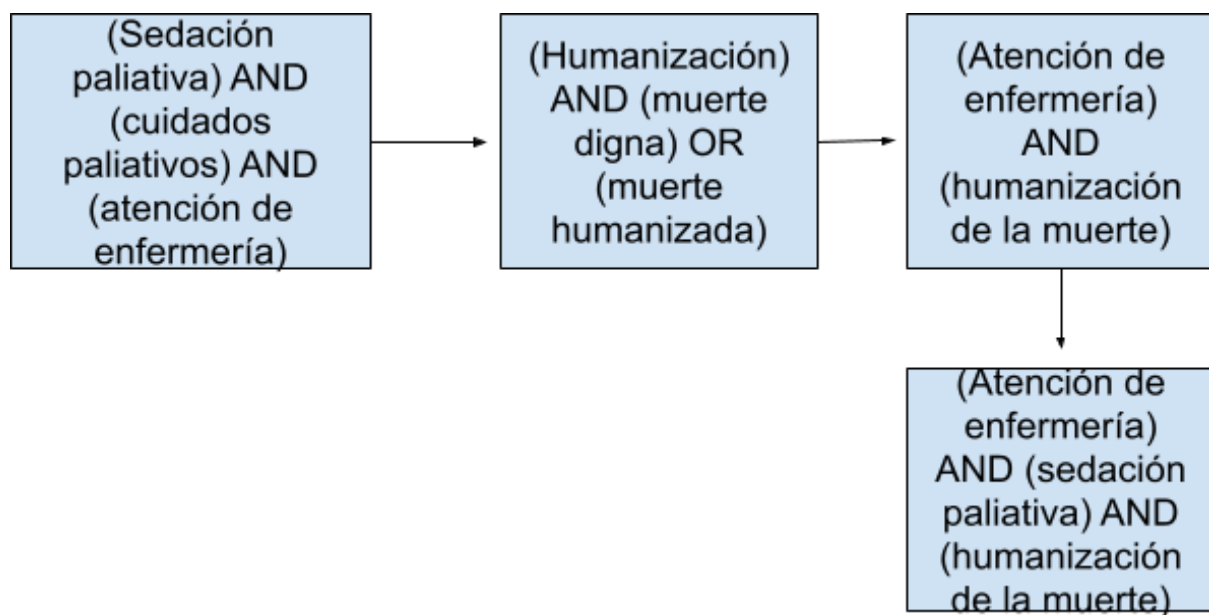 (Sedación
paliativa) AND
(cuidados
paliativos) AND
(atención de
enfermería)
(Humanización)
AND (muerte
digna) OR
(muerte
humanizada)
(Atención de
enfermería)
AND
(humanización
de la muerte)
(Atención de
enfermería)
AND (sedación
paliativa) AND
(humanización
de la muerte)